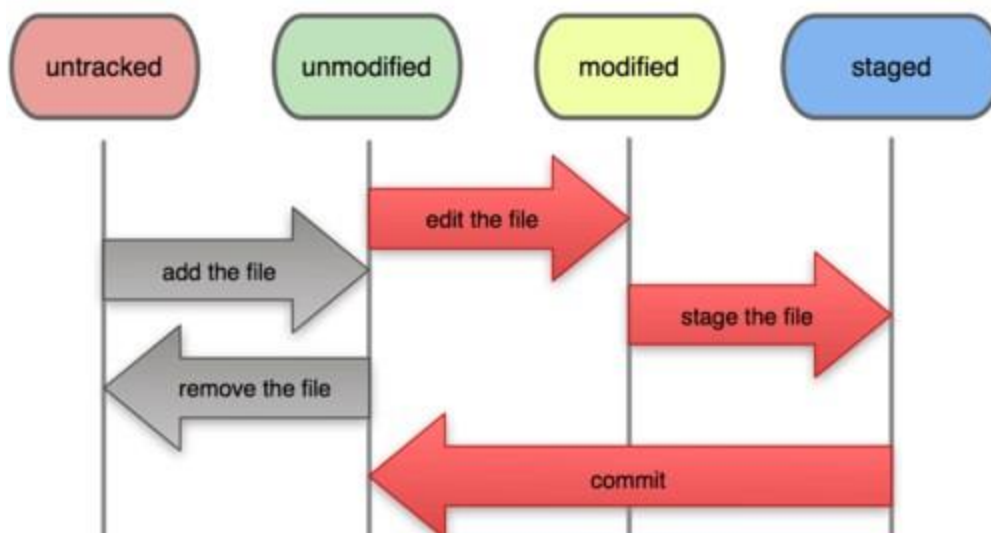 untracked
unmodified
modified
staged
edit the file
add the file
stage the file
remove the file
commit